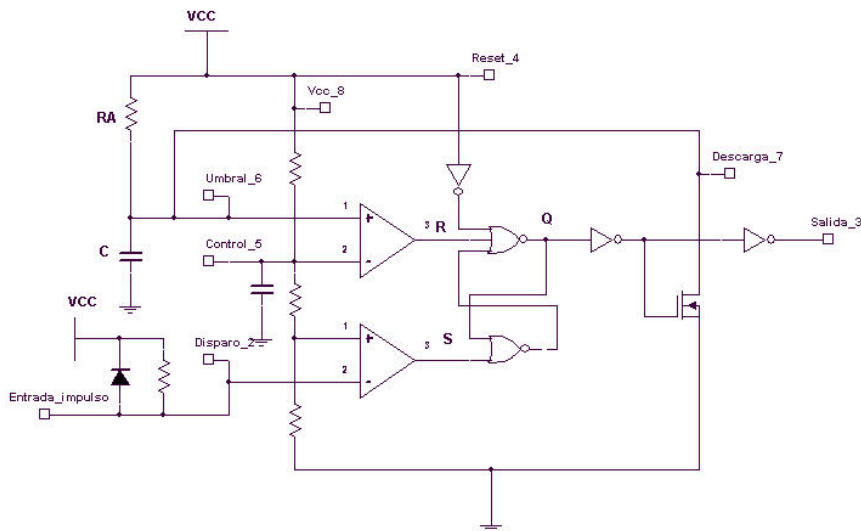 VCC
Reset_4
Vcc_8
RA
Descarga_7
Umbral_6
1
3
R
Q
Salida_3
Control_5
2
C
VCC
Disparo_2
1
3
S
2
Entrada_impulso